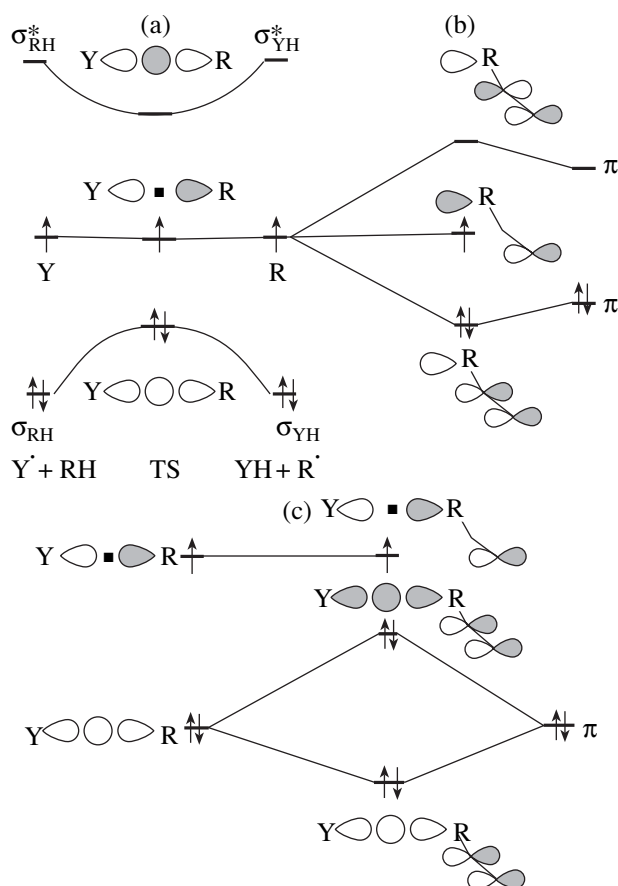 (a) (b)
σ*RH σ*YH
Y R R
π
Y R R
Y R
π
R
Y R
σRH σYH
Y˙ + RH TS YH + R˙
(c) Y R
Y R
Y R
Y R π
Y R